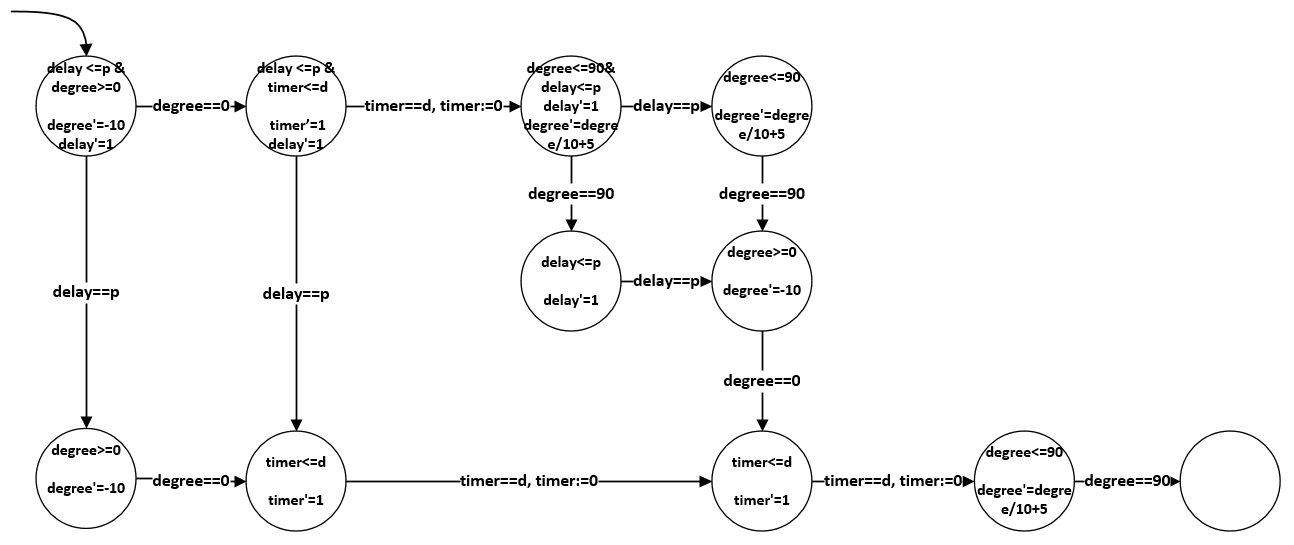 delay <=p &
degree>=0
degree'=-10
delay'=1
degree==0
delay <=p &
timer<=d
timer'=1
delay'=1
timer==d, timer:=0
degree<=90&
delay<=p
delay'=1
degree'=degre
e/10+5
delay==p
degree<=90
degree'=degre
e/10+5
degree==90
degree==90
delay<=p
delay'=1
delay==p
degree>=0
degree'=-10
delay==p
delay==p
degree==0
degree>=0
degree'=-10
degree==0
timer<=d
timer'=1
timer==d, timer:=0
timer<=d
timer'=1
timer==d, timer:=0
degree<=90
degree'=degre
e/10+5
degree==90